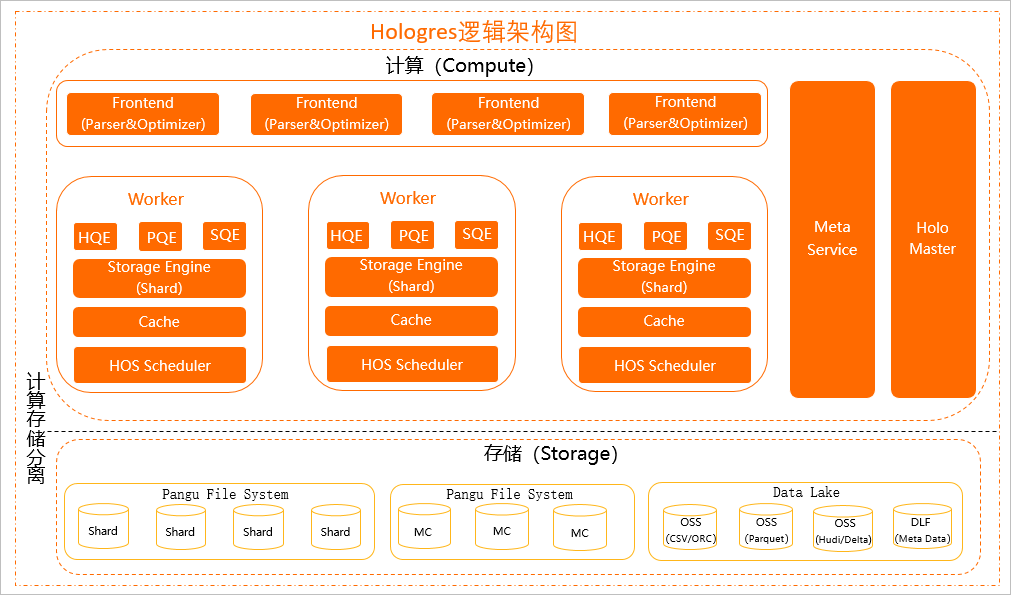 Hologres逻辑架构图
计算（Compute）
Frontend
(Parser&Optimizer)
Frontend
(Parser&Optimizer)
Frontend
(Parser&Optimizer)
Frontend
(Parser&Optimizer)
Worker
HQE
PQE
SQE
Storage Engine
(Shard)
Cache
HOS Scheduler
Worker
HQE
PQE
SQE
Storage Engine
(Shard)
Cache
HOS Scheduler
Worker
HQE
PQE
SQE
Storage Engine
(Shard)
Cache
HOS Scheduler
Meta
Service
Holo
Master
计算存储分离
存储（Storage）
Pangu File System
Shard
Shard
Shard
Shard
Pangu File System
MC
MC
MC
Data Lake
OSS
(CSV/ORC)
OSS
(Parquet)
OSS
(Hudi/Delta)
DLF
(Meta Data)